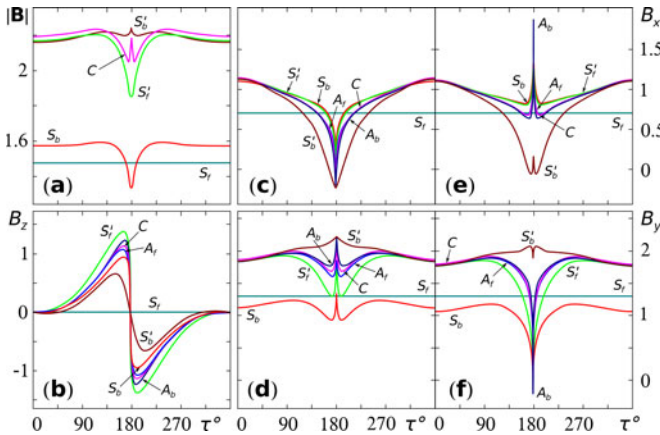 |B| S'b Bx
C S'f
2
1.6
Sb
Sf
(a)
S'f Sb Af C
S'b Ab Sf
(c)
Ab
Sb S'f
Af
C
Sf
S'b
(e)
1.5
1
0.5
0
Bz
S'f C
Af
Sf
S'b
Sb Ab
1
0
-1
(b)
Ab S'b
S'f Af
C
Sf
Sb
(d)
C S'b
Af S'f
Sf
Sb
Ab
(f)
By
2
1
0
0 90 180 270 τ° 90 180 270 τ° 90 180 270 τ°